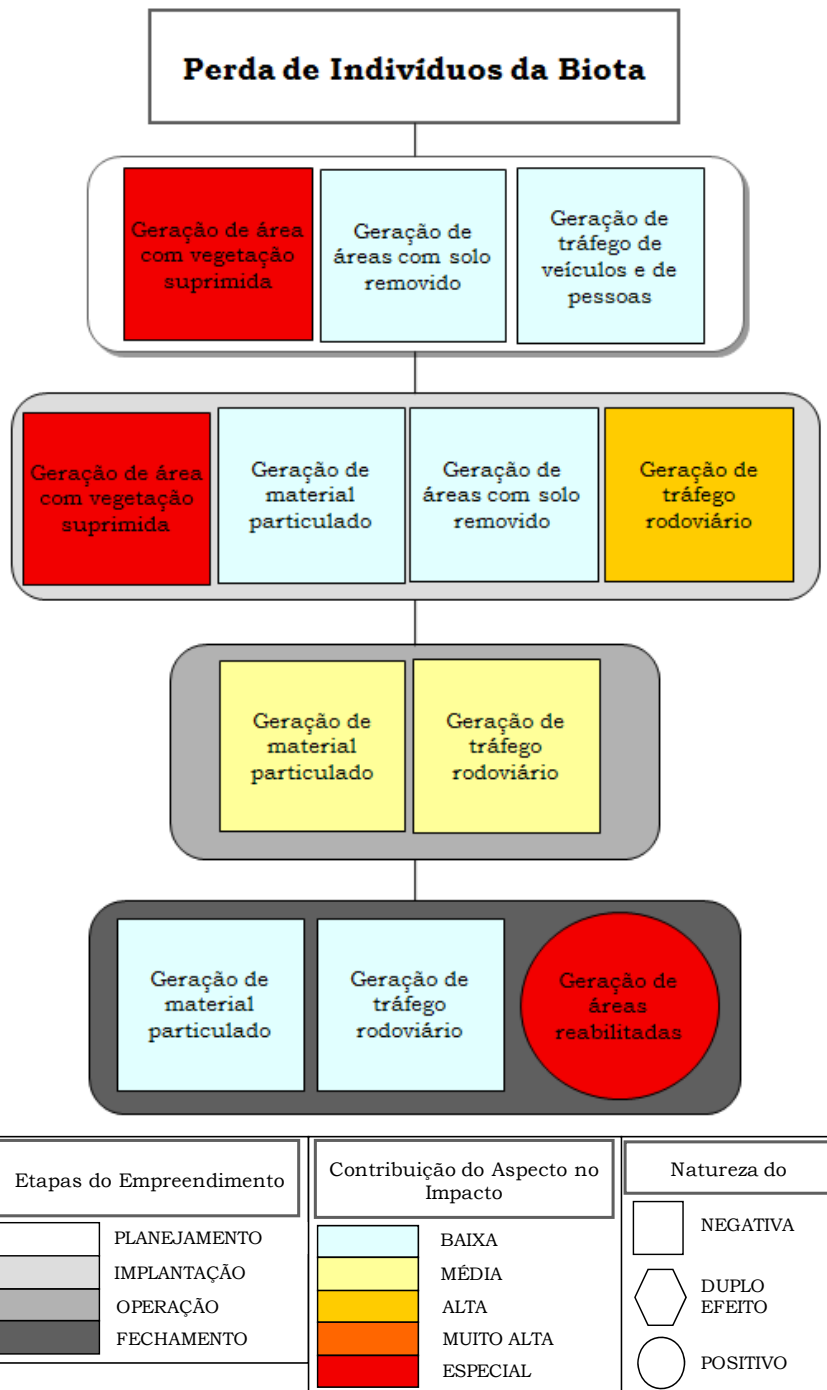 Perda de Indivíduos da Biota
Geração de área
com vegetação
suprimida
Geração de
áreas com solo
removido
Geração de
tráfego de
veículos e de
pessoas
Geração de área
com vegetação
suprimida
Geração de
material
particulado
Geração de
áreas com solo
removido
Geração de
tráfego
rodoviário
Geração de
material
particulado
Geração de
tráfego
rodoviário
Geração de
material
particulado
Geração de
tráfego
rodoviário
Geração de
áreas
reabilitadas
Etapas do Empreendimento
PLANEJAMENTO
IMPLANTAÇÃO
OPERAÇÃO
FECHAMENTO
Contribuição do Aspecto no
Impacto
BAIXA
MÉDIA
ALTA
MUITO ALTA
ESPECIAL
Natureza do
NEGATIVA
DUPLO
EFEITO
POSITIVO